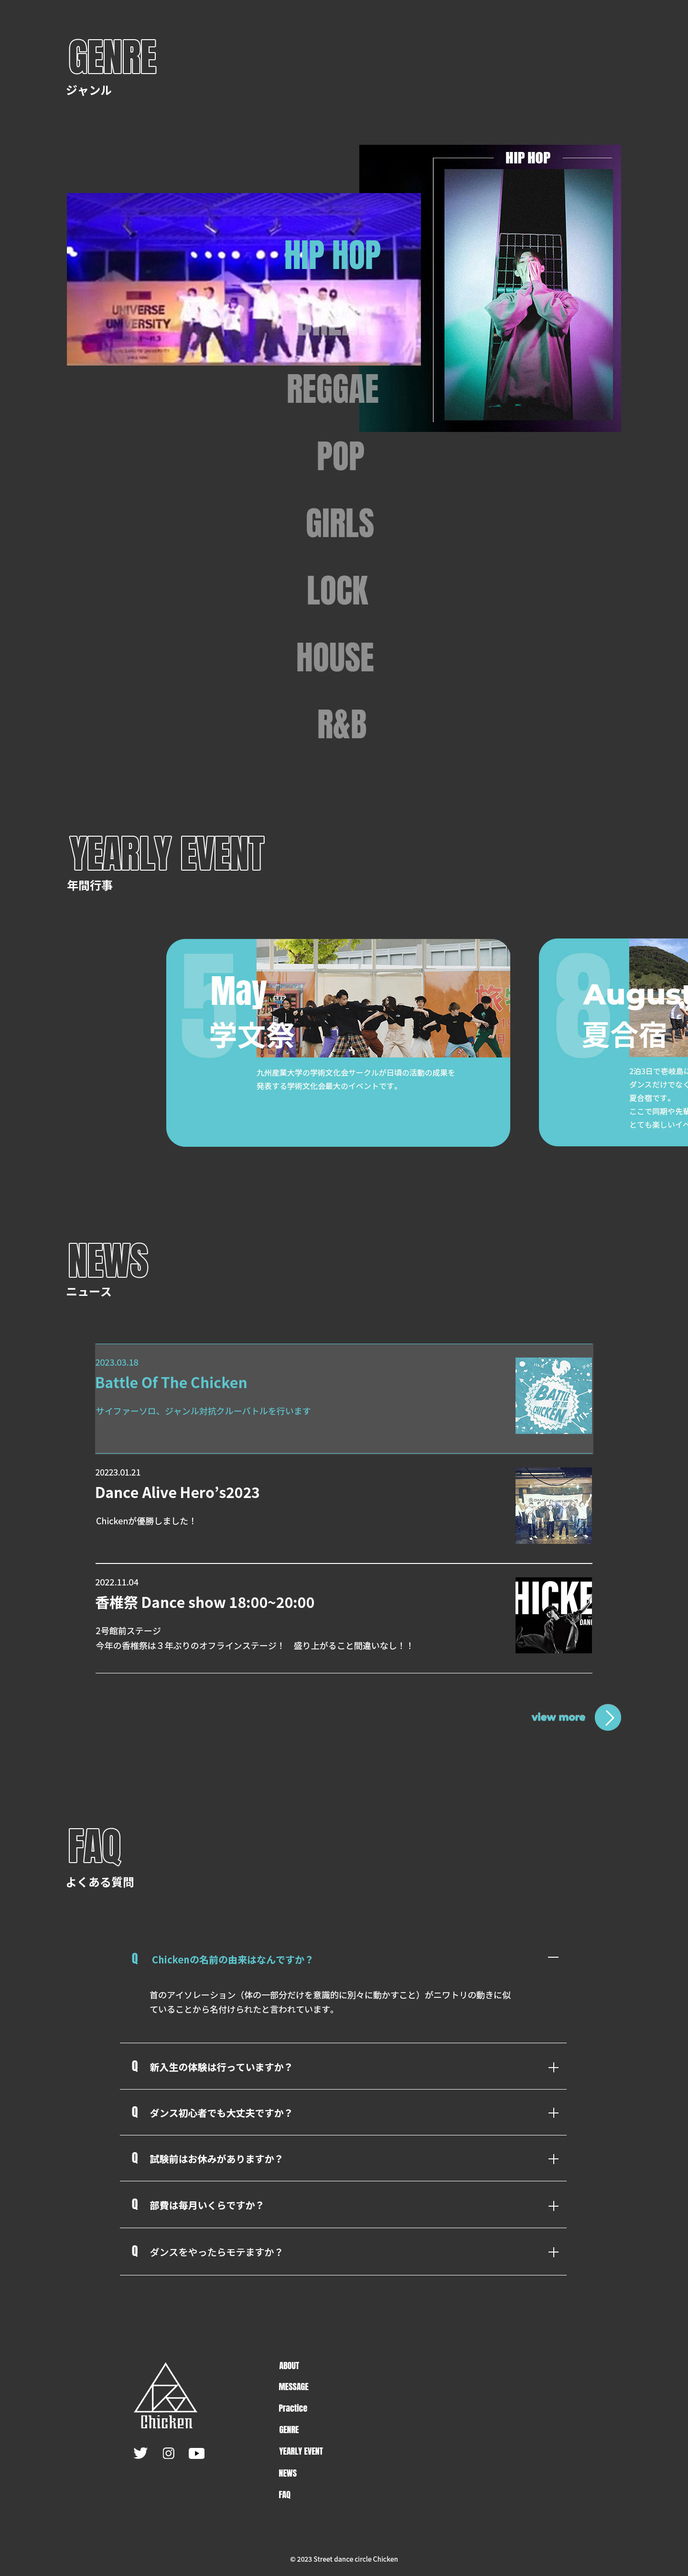 GENRE
ジャンル
HIP HOP
HIP HOP
UNIVERSE
UNIVERSITY
REGGAE
POP
GIRLS
LOCK
HOUSE
R&B
YEARLY EVENT
年間行事
5
May
学文祭
九州産業大学の学術文化会サークルが日頃の活動の成果を
発表する学術文化会最大のイベントです。
8
August
夏合宿
2泊3日で壱岐島に
ダンスだけでなく
夏合宿です。
ここで同期や先輩
とても楽しいイベ
NEWS
ニュース
2023.03.18
Battle Of The Chicken
サイファーソロ、ジャンル対抗クルーバトルを行います
BATTLE
OF THE
CHICKEN
20223.01.21
Dance Alive Hero’s2023
Chickenが優勝しました！
2022.11.04
香椎祭 Dance show 18:00~20:00
2号館前ステージ
今年の香椎祭は３年ぶりのオフラインステージ！　盛り上がること間違いなし！！
HICKE
DAN
view more
FAQ
よくある質問
Q Chickenの名前の由来はなんですか？
首のアイソレーション（体の一部分だけを意識的に別々に動かすこと）がニワトリの動きに似
ていることから名付けられたと言われています。
Q 新入生の体験は行っていますか？
Q ダンス初心者でも大丈夫ですか？
Q 試験前はお休みがありますか？
Q 部費は毎月いくらですか？
Q ダンスをやったらモテますか？
Chicken
ABOUT
MESSAGE
Practice
GENRE
YEARLY EVENT
NEWS
FAQ
© 2023 Street dance circle Chicken